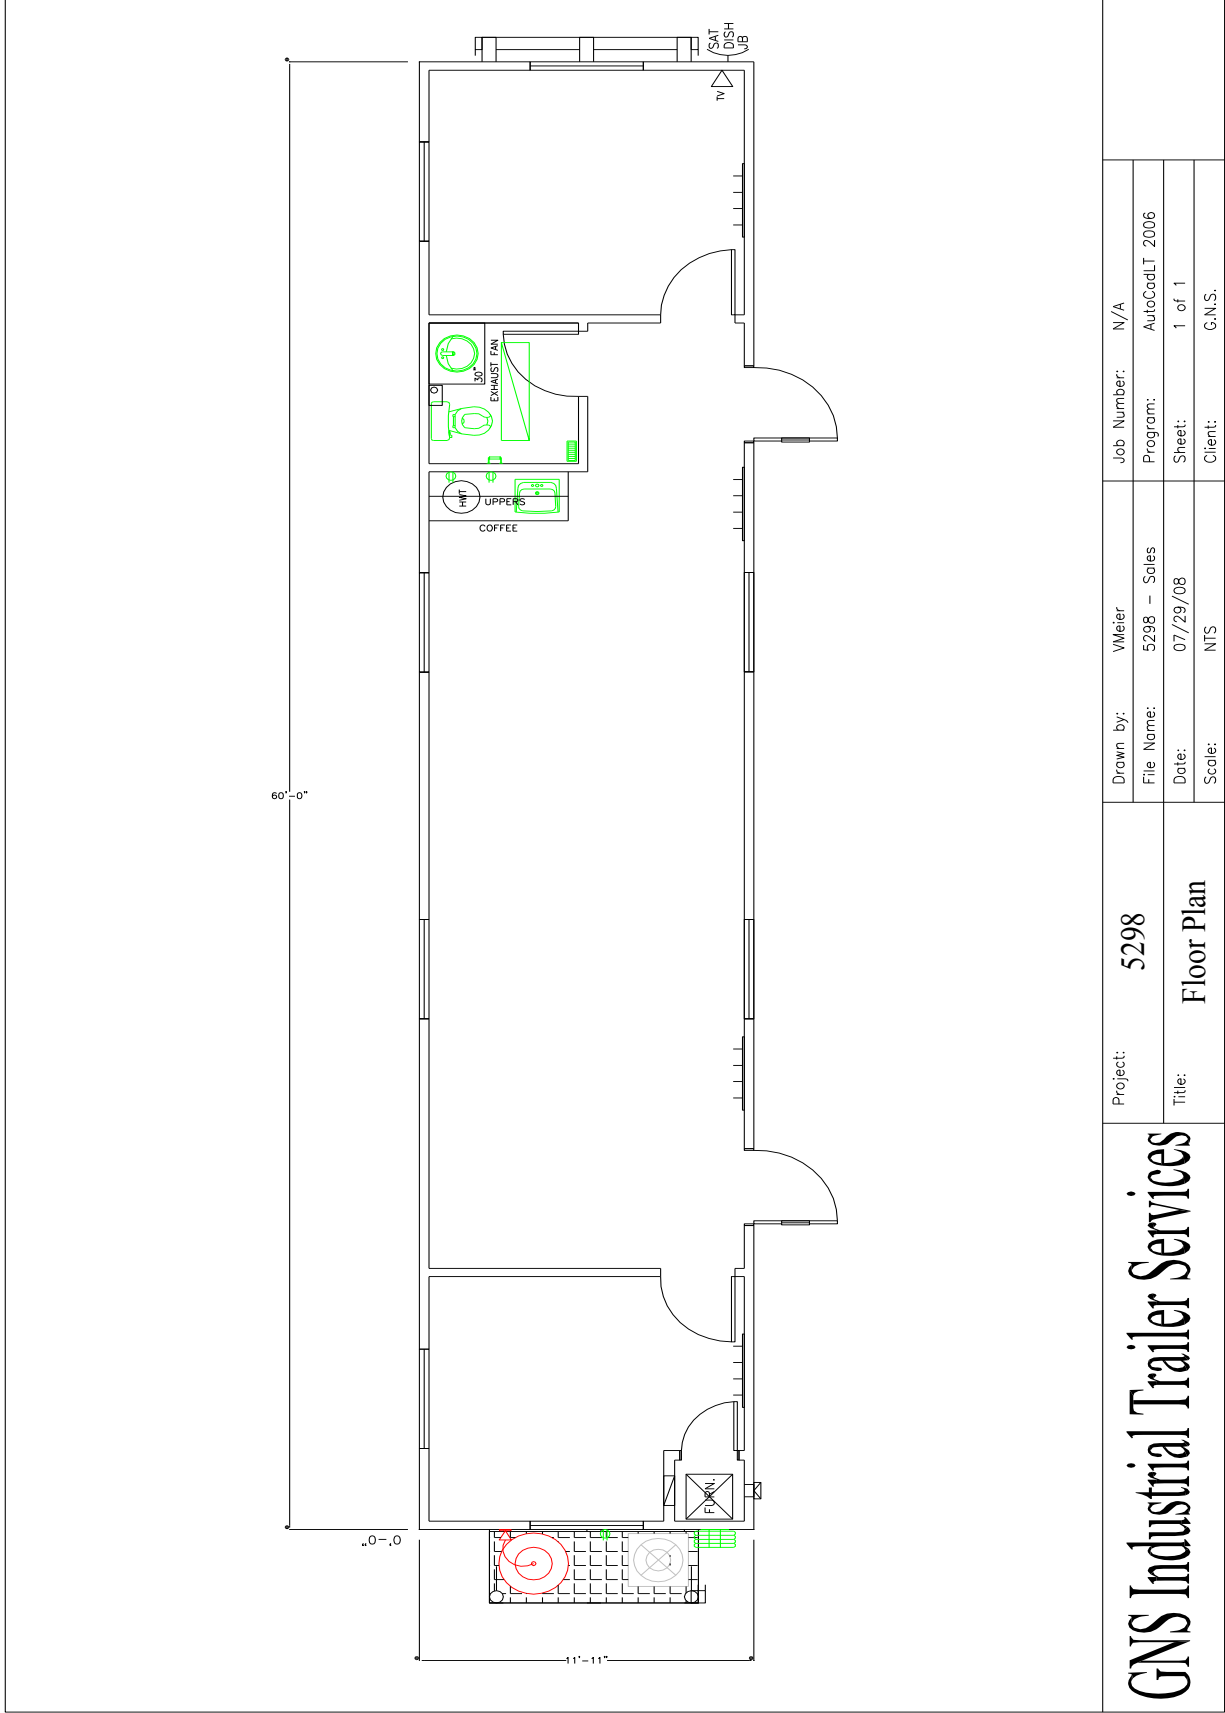 SAT
DISH
JB
TV
EXHAUST FAN
30"
HWT
UPPERS
COFFEE
60'-0"
FURN.
0'-0"
11'-11"
GNS Industrial Trailer Services
Project:
5298
Title:
Floor Plan
Drawn by: VMeier
File Name: 5298 - Sales
Date: 07/29/08
Scale: NTS
Job Number: N/A
Program: AutoCadLT 2006
Sheet: 1 of 1
Client: G.N.S.